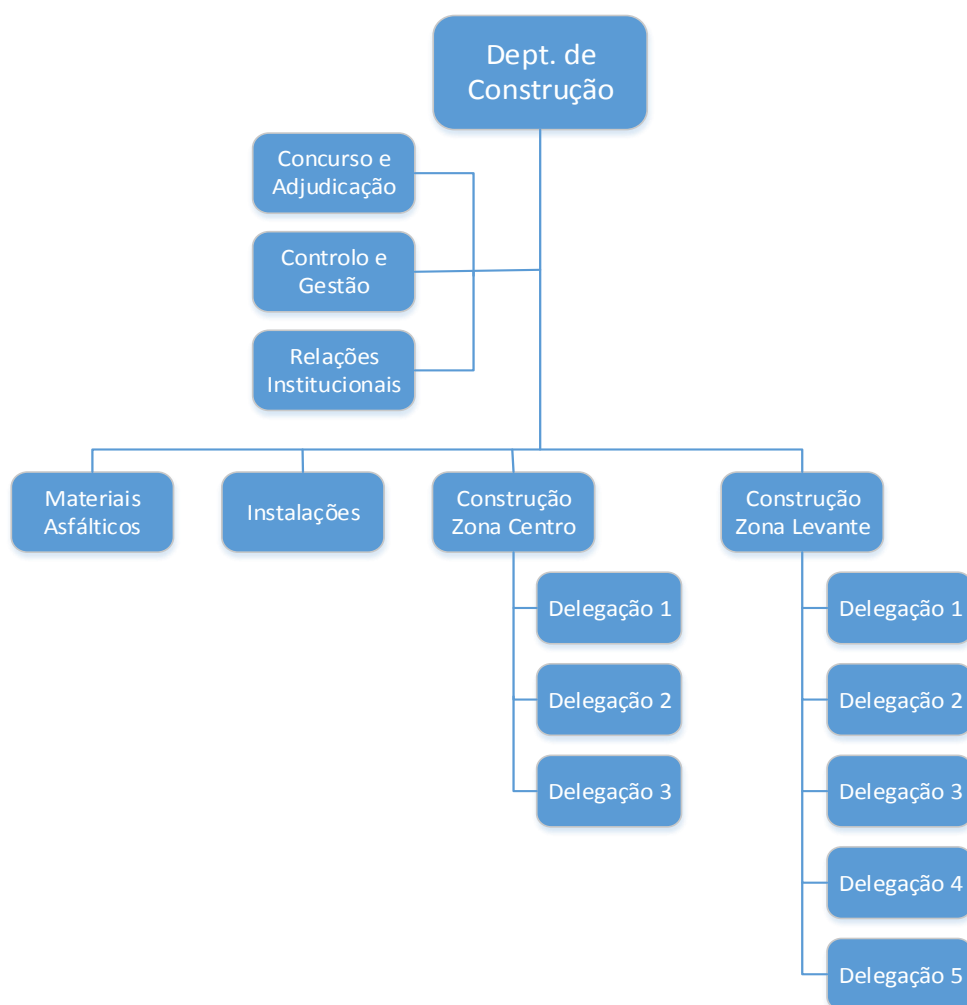 Dept. de
Construção
Concurso e
Adjudicação
Controlo e
Gestão
Relações
Institucionais
Materiais
Asfálticos
Instalações
Construção
Zona Centro
Construção
Zona Levante
Delegação 1
Delegação 2
Delegação 3
Delegação 1
Delegação 2
Delegação 3
Delegação 4
Delegação 5